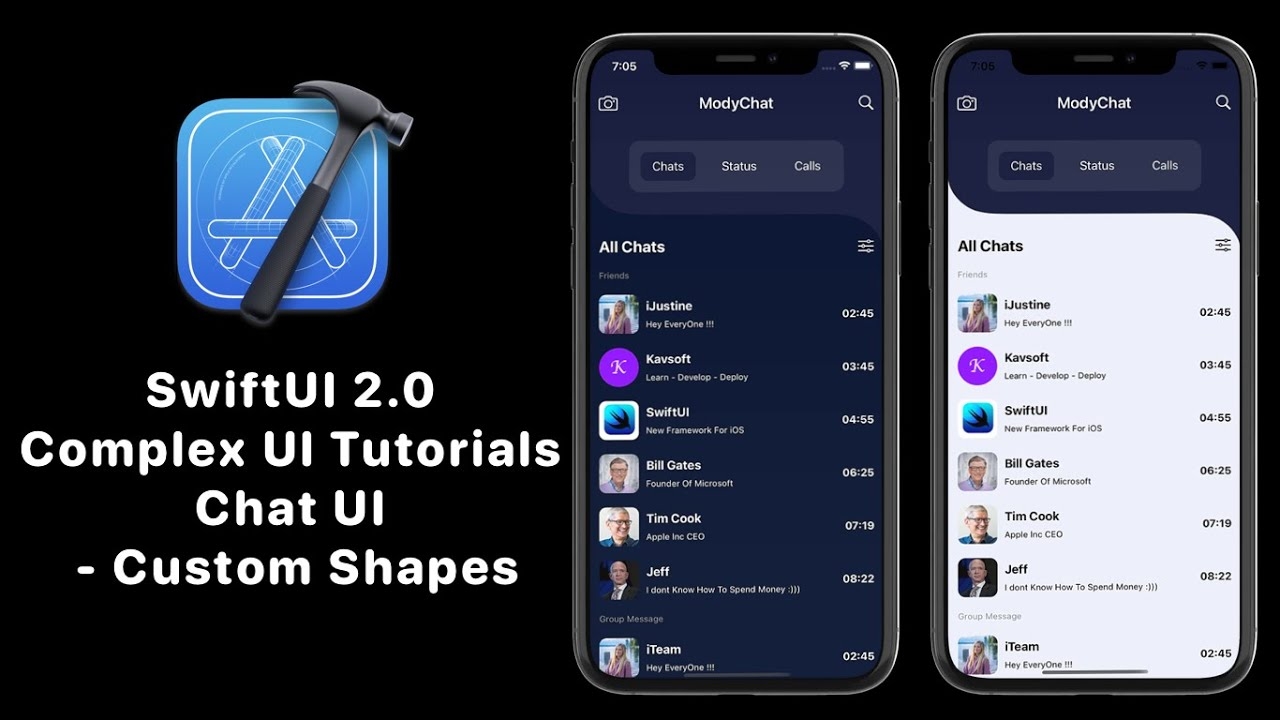 SwiftUI 2.0
Complex UI Tutorials
Chat UI
- Custom Shapes
7:05
ModyChat
Chats Status Calls
All Chats
Friends
iJustine 02:45
Hey EveryOne !!!
K
Kavsoft 03:45
Learn - Develop - Deploy
SwiftUI 04:55
New Framework For iOS
Bill Gates 06:25
Founder Of Microsoft
Tim Cook 07:19
Apple Inc CEO
Jeff 08:22
I dont Know How To Spend Money :)))
Group Message
iTeam 02:45
Hey EveryOne !!!
7:05
ModyChat
Chats Status Calls
All Chats
Friends
iJustine 02:45
Hey EveryOne !!!
K
Kavsoft 03:45
Learn - Develop - Deploy
SwiftUI 04:55
New Framework For iOS
Bill Gates 06:25
Founder Of Microsoft
Tim Cook 07:19
Apple Inc CEO
Jeff 08:22
I dont Know How To Spend Money :)))
Group Message
iTeam 02:45
Hey EveryOne !!!